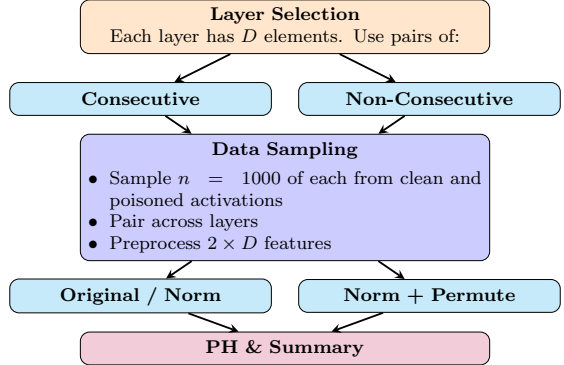 Layer Selection
Each layer has D elements. Use pairs of:
Consecutive
Non-Consecutive
Data Sampling
• Sample n = 1000 of each from clean and
poisoned activations
• Pair across layers
• Preprocess 2 × D features
Original / Norm
Norm + Permute
PH & Summary